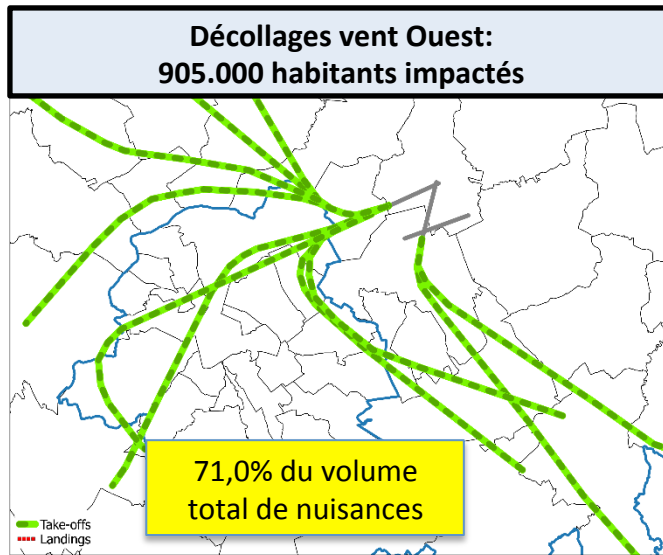 Décollages vent Ouest:
905.000 habitants impactés
71,0% du volume
total de nuisances
Take-offs
Landings